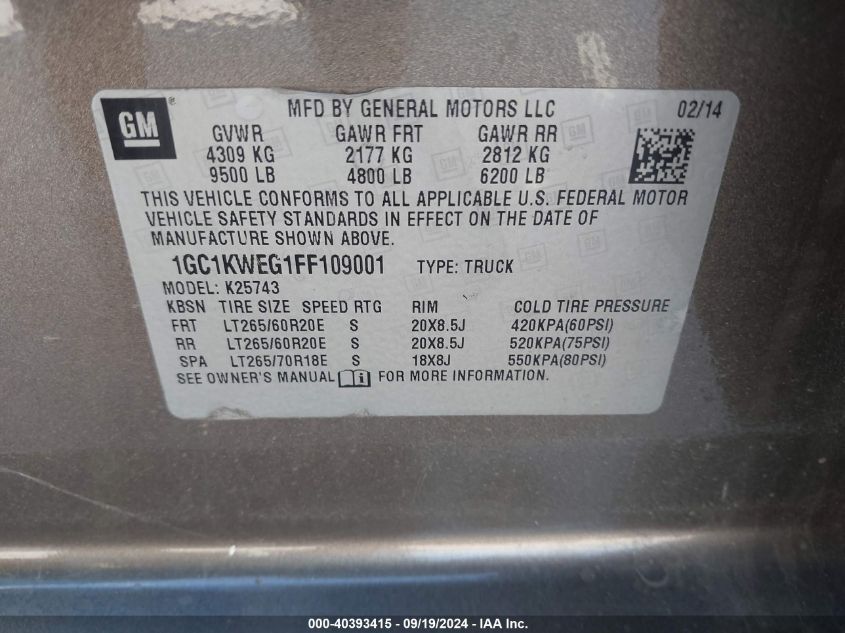 GM ® MFD BY GENERAL MOTORS LLC 02/14
GVWR GAWR FRT GAWR RR
4309 KG 2177 KG 2812 KG
9500 LB 4800 LB 6200 LB
THIS VEHICLE CONFORMS TO ALL APPLICABLE U.S. FEDERAL MOTOR
VEHICLE SAFETY STANDARDS IN EFFECT ON THE DATE OF
MANUFACTURE SHOWN ABOVE.
1GC1KWEG1FF109001 TYPE: TRUCK
MODEL: K25743
KBSN TIRE SIZE SPEED RTG RIM COLD TIRE PRESSURE
FRT LT265/60R20E S 20X8.5J 420KPA(60PSI)
RR LT265/60R20E S 20X8.5J 520KPA(75PSI)
SPA LT265/70R18E S 18X8J 550KPA(80PSI)
SEE OWNER'S MANUAL FOR MORE INFORMATION.
000-40393415 - 09/19/2024 - IAA Inc.